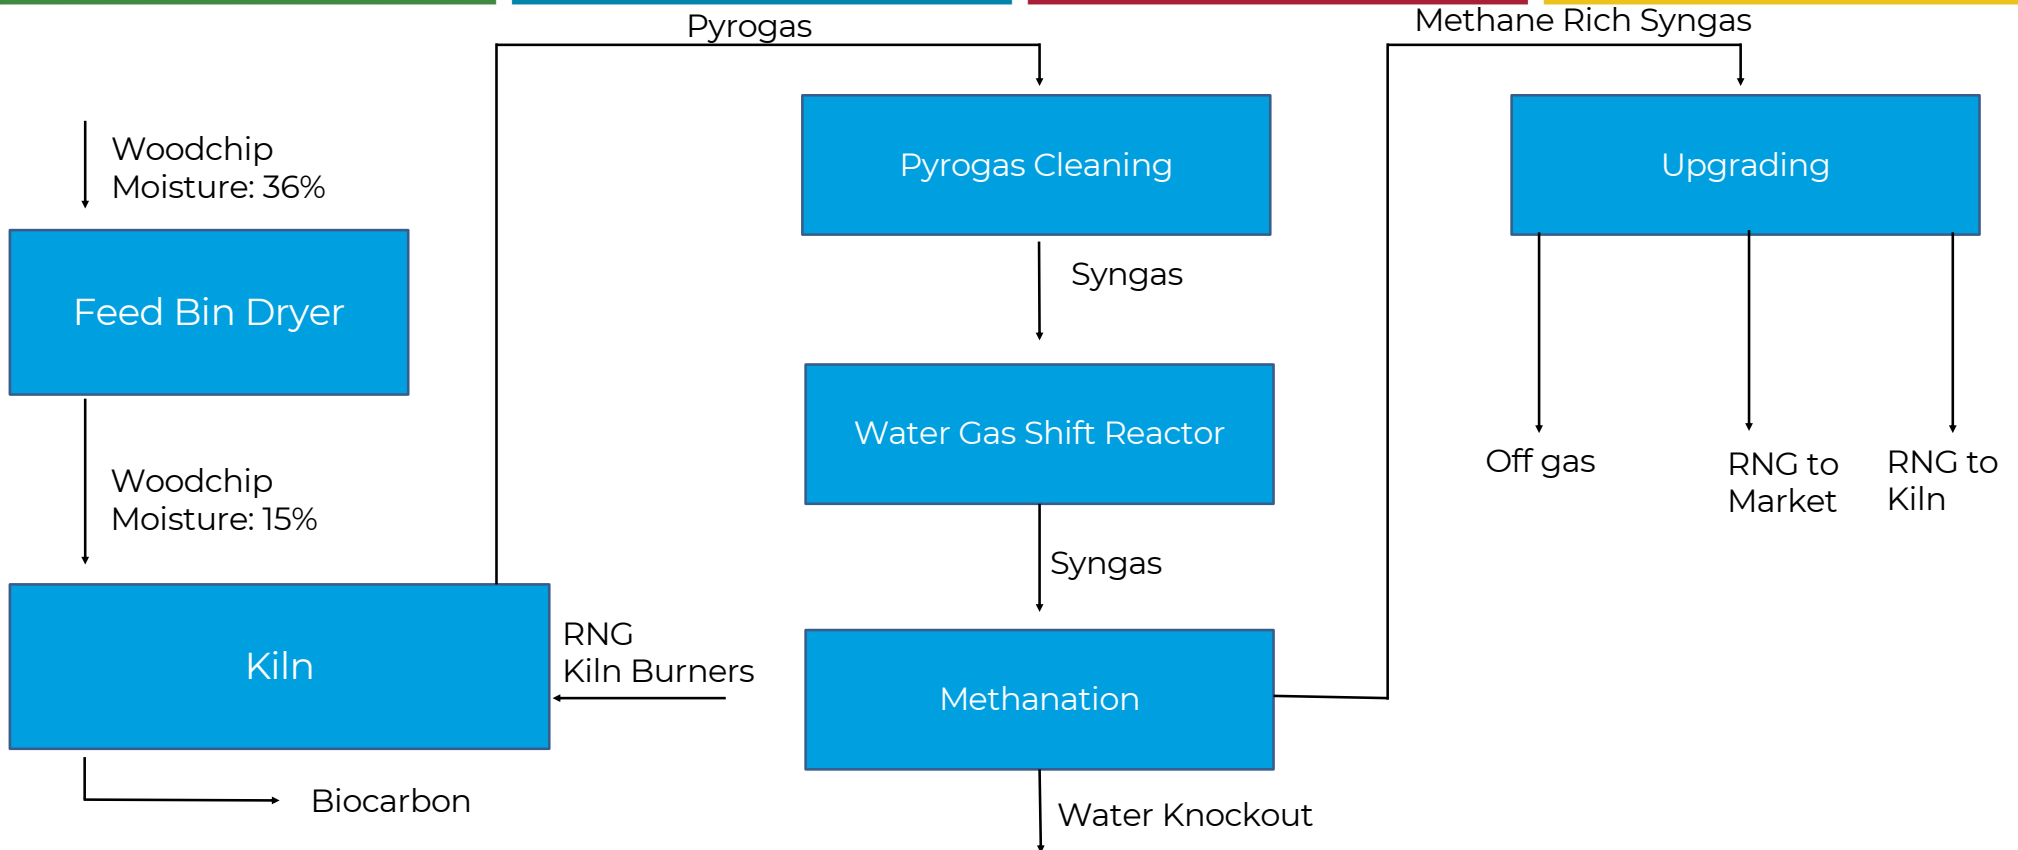 Pyrogas
Methane Rich Syngas
Woodchip
Moisture: 36%
Pyrogas Cleaning
Upgrading
Feed Bin Dryer
Syngas
Water Gas Shift Reactor
Off gas
RNG to
Market
RNG to
Kiln
Woodchip
Moisture: 15%
Syngas
Kiln
RNG
Kiln Burners
Methanation
Biocarbon
Water Knockout